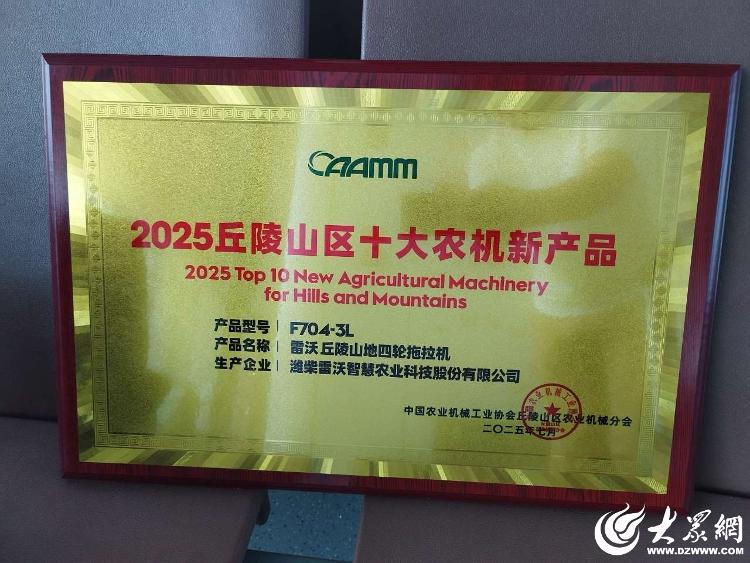 CAAMM
2025丘陵山区十大农机新产品
2025 Top 10 New Agricultural Machinery
for Hills and Mountains
产品型号 | F704-3L
产品名称 | 雷沃丘陵山地四轮拖拉机
生产企业 | 潍柴雷沃智慧农业科技股份有限公司
中国农业机械工业协会丘陵山区农业机械分会
二〇二五年七月
大眾網
WWW.DZWWW.COM